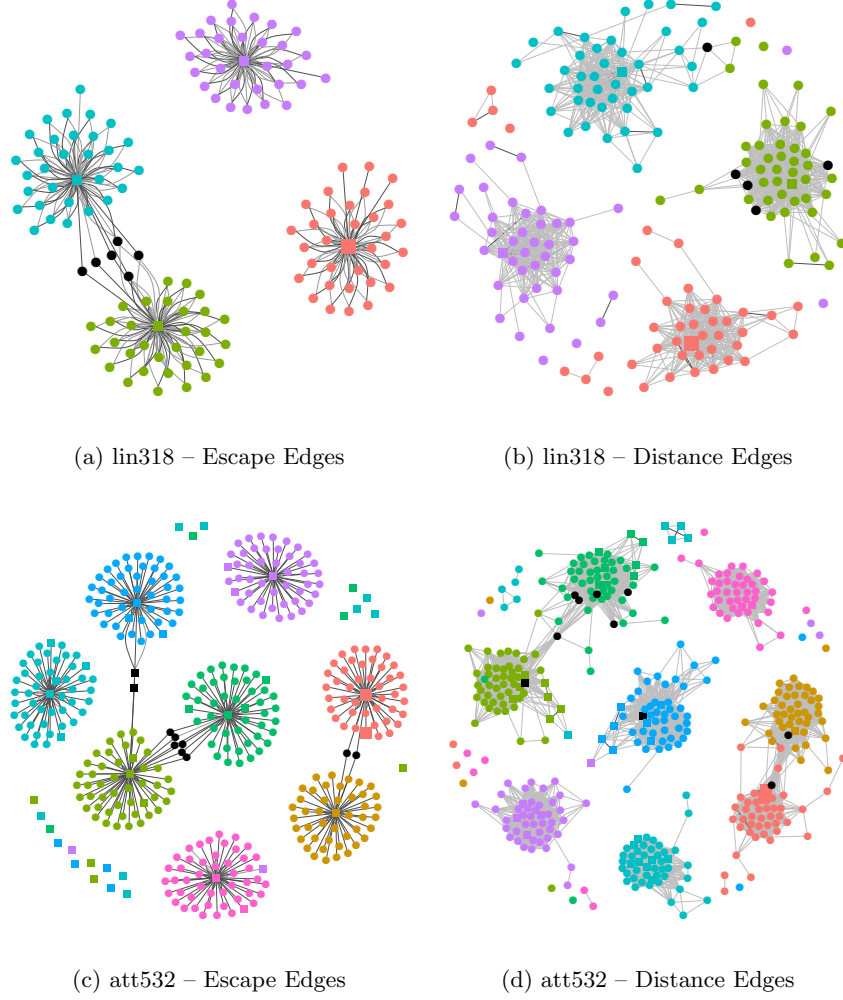 (a) lin318 – Escape Edges
(b) lin318 – Distance Edges
(c) att532 – Escape Edges
(d) att532 – Distance Edges